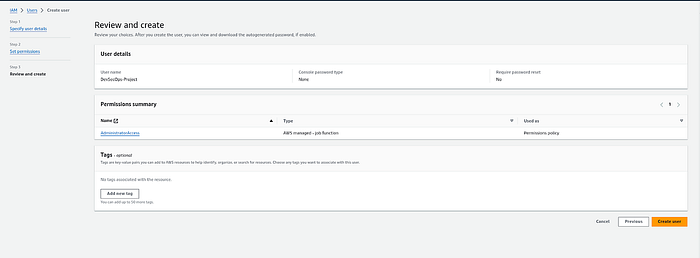 IAM > Users > Create user
Step 1
Specify user details
Step 2
Set permissions
Step 3
Review and create
Review and create
Review your choices. After you create the user, you can view and download the autogenerated password, if enabled.
User details
User name
DevSecOps-Project
Console password type
None
Require password reset
No
Permissions summary
< 1 >
Name
Type
Used as
AdministratorAccess
AWS managed - job function
Permissions policy
Tags - optional
Tags are key-value pairs you can add to AWS resources to help identify, organize, or search for resources. Choose any tags you want to associate with this user.
No tags associated with the resource.
Add new tag
You can add up to 50 more tags.
Cancel
Previous
Create user